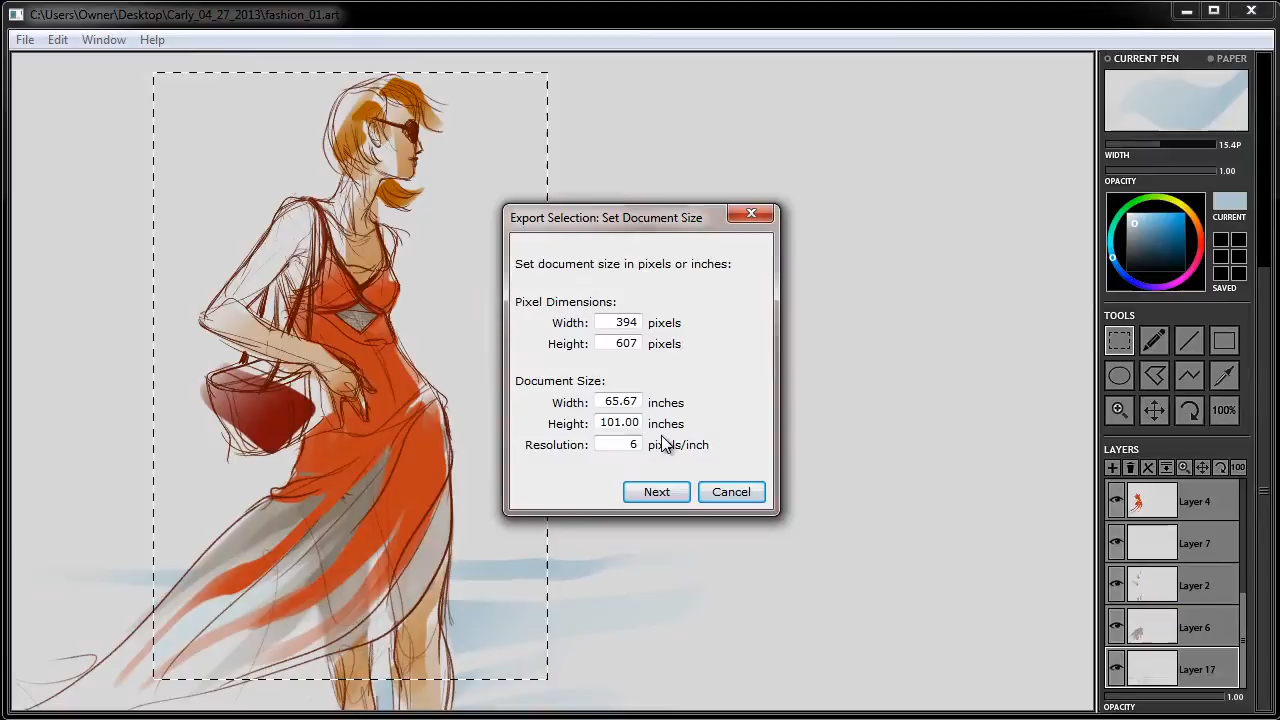 C:\Users\Owner\Desktop\Carly_04_27_2013\fashion_01.art
File Edit Window Help
Export Selection: Set Document Size
Set document size in pixels or inches:
Pixel Dimensions:
Width: 394 pixels
Height: 607 pixels
Document Size:
Width: 65.67 inches
Height: 101.00 inches
Resolution: 6 pixels/inch
Next Cancel
CURRENT PEN PAPER
15.4P
WIDTH
1.00
OPACITY
CURRENT
SAVED
TOOLS
100%
LAYERS
100
Layer 4
Layer 7
Layer 2
Layer 6
Layer 17
1.00
OPACITY